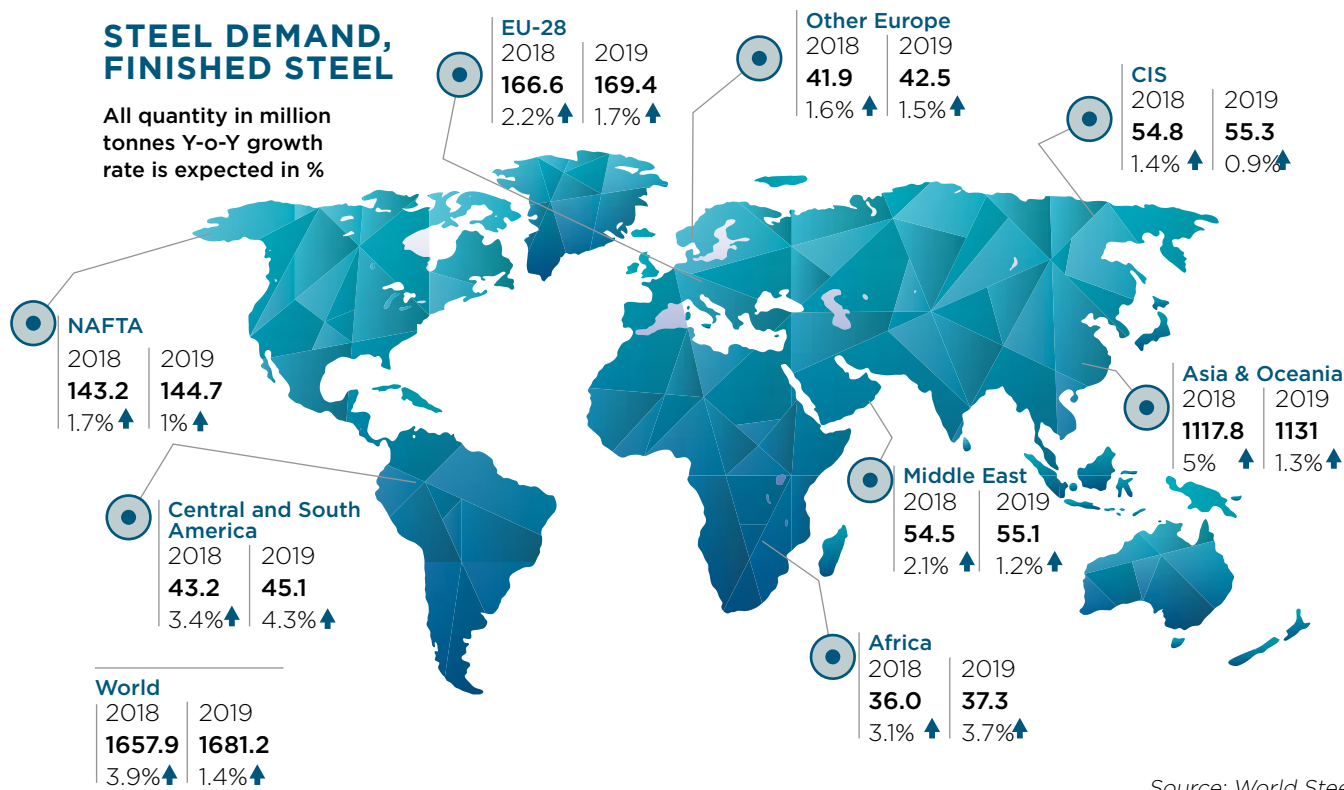 STEEL DEMAND,
FINISHED STEEL
All quantity in million
tonnes Y-o-Y growth
rate is expected in %
EU-28
2018 2019
166.6 169.4
2.2% 1.7%
Other Europe
2018 2019
41.9 42.5
1.6% 1.5%
CIS
2018 2019
54.8 55.3
1.4% 0.9%
NAFTA
2018 2019
143.2 144.7
1.7% 1%
Asia & Oceania
2018 2019
1117.8 1131
5% 1.3%
Middle East
2018 2019
54.5 55.1
2.1% 1.2%
Central and South
America
2018 2019
43.2 45.1
3.4% 4.3%
Africa
2018 2019
36.0 37.3
3.1% 3.7%
World
2018 2019
1657.9 1681.2
3.9% 1.4%
Source: World Stee